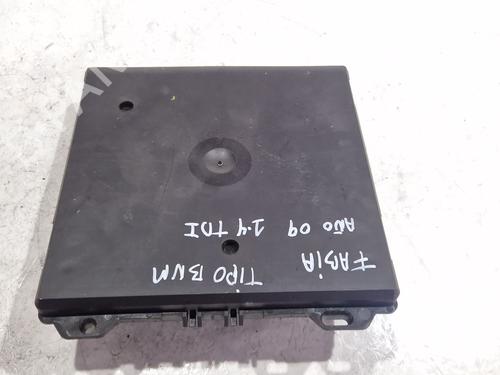 FABIA
AÑO 09 1.4 TDI
TIPO BNM